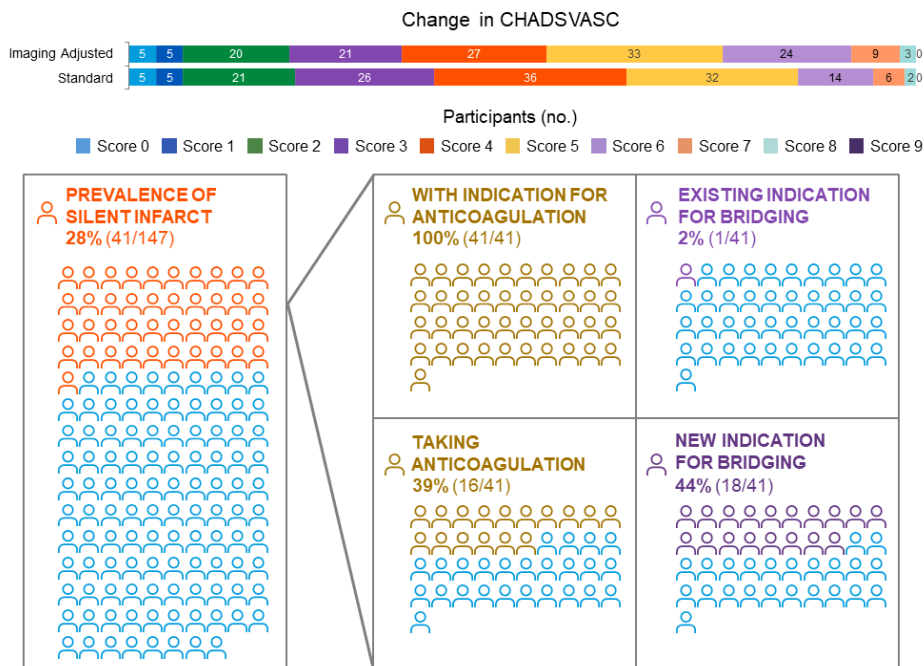 Change in CHADSVASC
Imaging Adjusted 5 5 20 21 27 33 24 9 3 0
Standard 5 5 21 26 36 32 14 6 2 0
Participants (no.)
Score 0 Score 1 Score 2 Score 3 Score 4 Score 5 Score 6 Score 7 Score 8 Score 9
PREVALENCE OF
SILENT INFARCT
28% (41/147)
WITH INDICATION FOR
ANTICOAGULATION
100% (41/41)
EXISTING INDICATION
FOR BRIDGING
2% (1/41)
TAKING
ANTICOAGULATION
39% (16/41)
NEW INDICATION
FOR BRIDGING
44% (18/41)